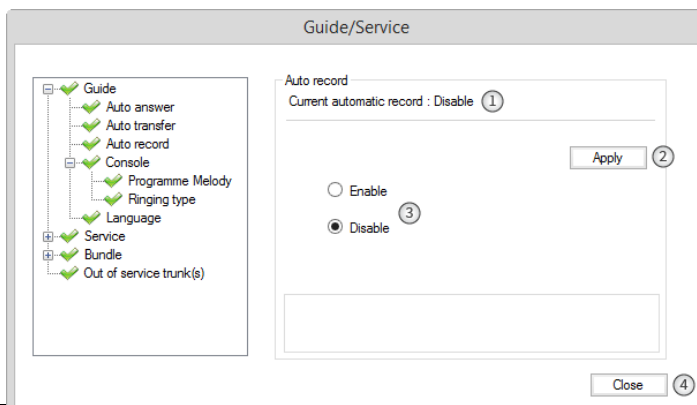 Guide/Service
Guide
Auto answer
Auto transfer
Auto record
Console
Programme Melody
Ringing type
Language
Service
Bundle
Out of service trunk(s)
Auto record
Current automatic record : Disable 1
Apply 2
Enable
3
Disable
Close 4